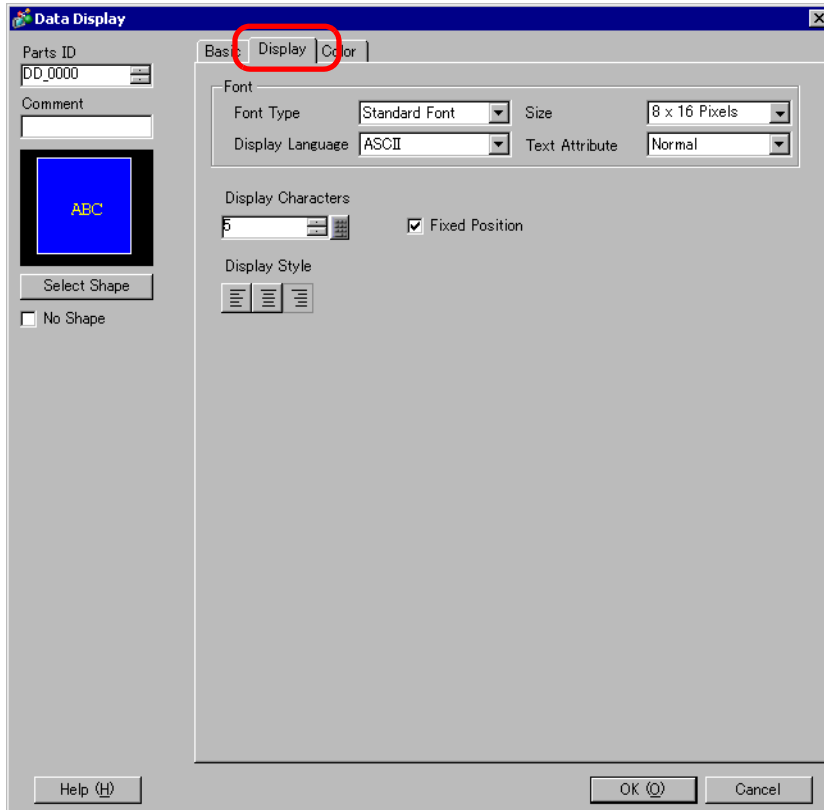 Data Display
Parts ID
DD_0000
Comment
ABC
Select Shape
No Shape
Basic Display Color
Font
Font Type Standard Font Size 8 x 16 Pixels
Display Language ASCII Text Attribute Normal
Display Characters
5 Fixed Position
Display Style
Help (H) OK (O) Cancel